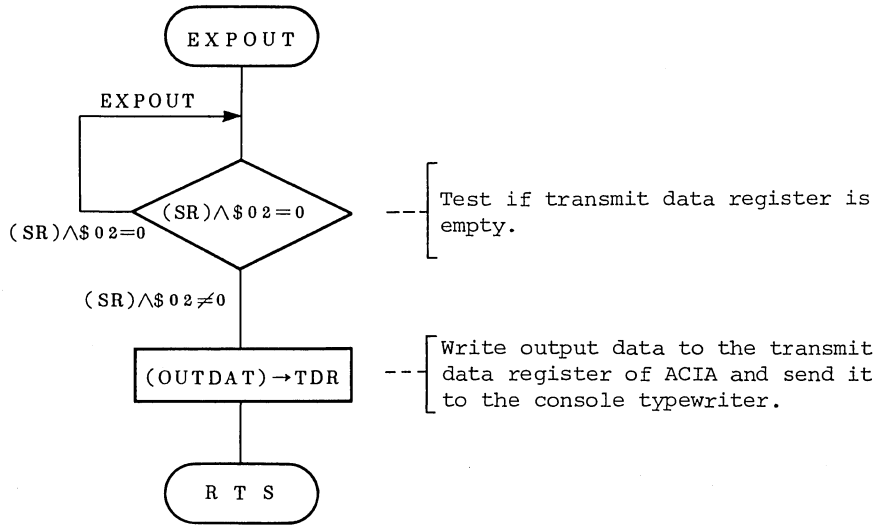 EXPOUT
EXPOUT
(SR)∧$02=0
(SR)∧$02=0
Test if transmit data register is
empty.
(SR)∧$02≠0
(OUTDAT)→TDR
Write output data to the transmit
data register of ACIA and send it
to the console typewriter.
RTS